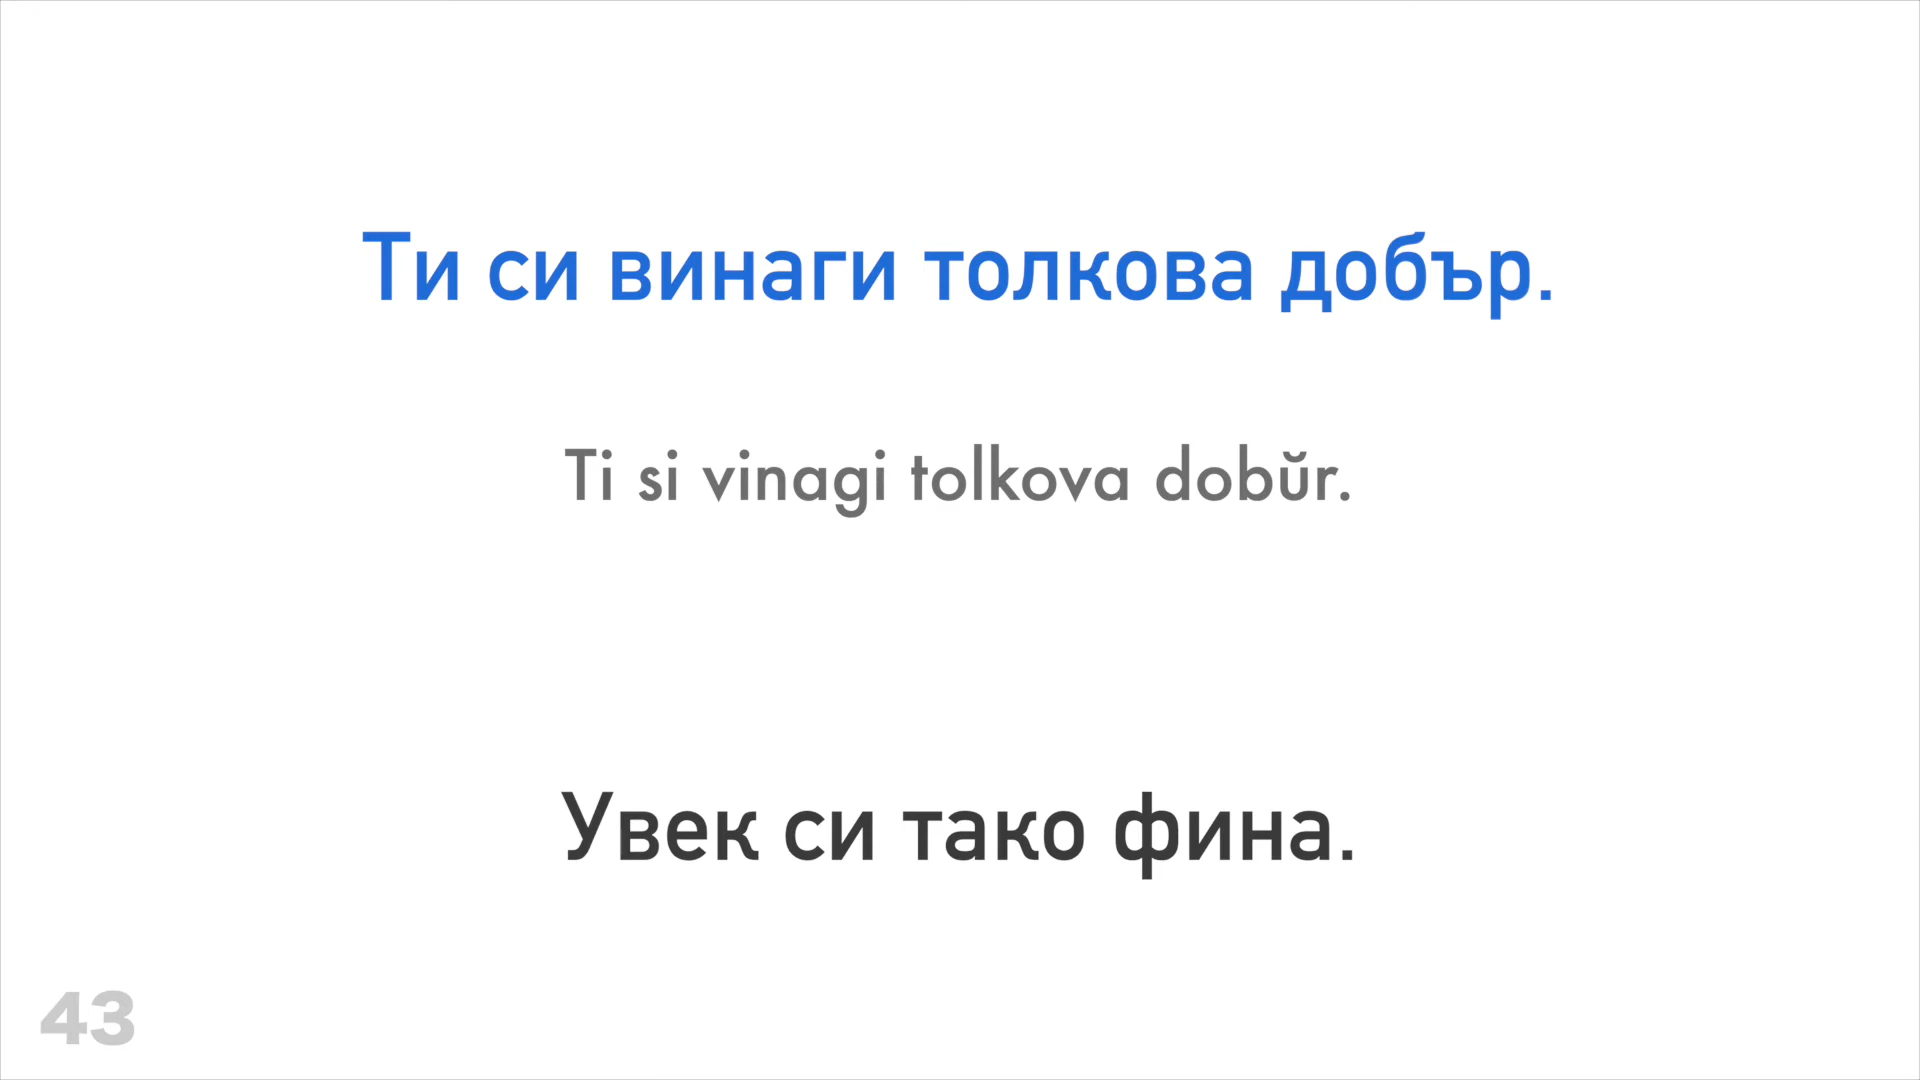 Ти си винаги толкова добър.
Ti si vinagi tolkova dobŭr.
Увек си тако фина.
43